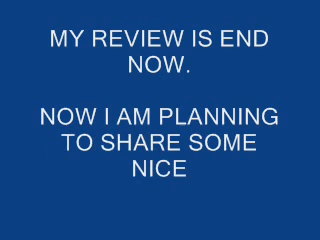 MY REVIEW IS END
NOW.
NOW I AM PLANNING
TO SHARE SOME
NICE